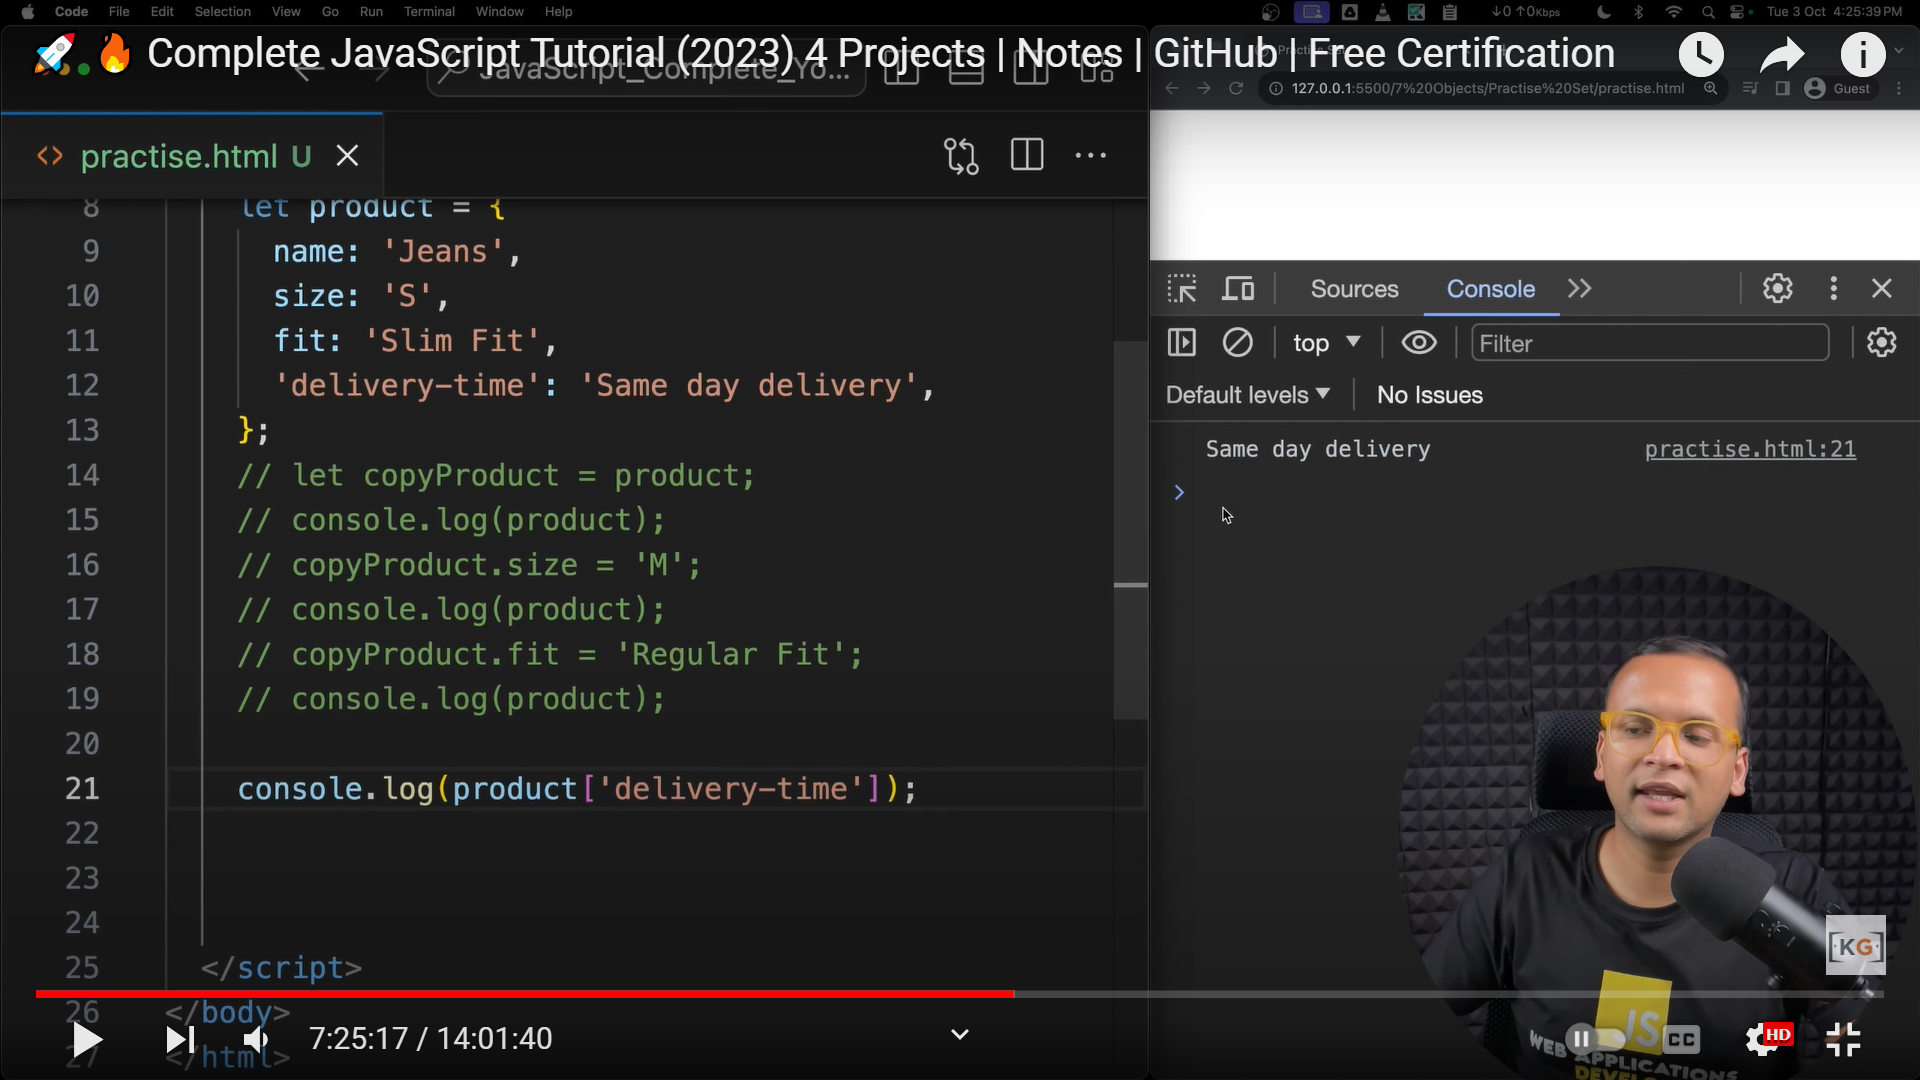 Code File Edit Selection View Go Run Terminal Window Help
↓0 ↑0Kbps Tue 3 Oct 4:25:39 PM
🚀🔥 Complete JavaScript Tutorial (2023) 4 Projects | Notes | GitHub | Free Certification
JavaScript_Complete_Yo...
127.0.0.1:5500/7%20Objects/Practise%20Set/practise.html Guest
<> practise.html U
8 let product = {
9 name: 'Jeans',
10 size: 'S',
11 fit: 'Slim Fit',
12 'delivery-time': 'Same day delivery',
13 };
14 // let copyProduct = product;
15 // console.log(product);
16 // copyProduct.size = 'M';
17 // console.log(product);
18 // copyProduct.fit = 'Regular Fit';
19 // console.log(product);
20
21 console.log(product['delivery-time']);
22
23
24
25 </script>
26 </body>
27 </html>
Sources Console
top Filter
Default levels No Issues
Same day delivery practise.html:21
>
KG
JS
WEB APPLICATIONS
7:25:17 / 14:01:40
CC
HD